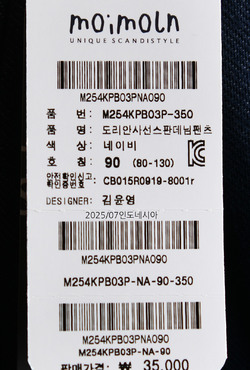 moimoln
UNIQUE SCANDISTYLE
M254KPB03PNA090
품 번: M254KPB03P-350
품 명: 도리안사선스판데님팬츠
색 상: 네이비
호 칭: 90 (80-130)
안전확인신고
확인증번호: CB015R0919-8001r
DESIGNER: 김윤영
2025/07인도네시아
M254KPB03PNA090
M254KPB03P-NA-90-350
M254KPB03PNA090
M254KPB03P-NA-90
판매가격: ₩ 35,000